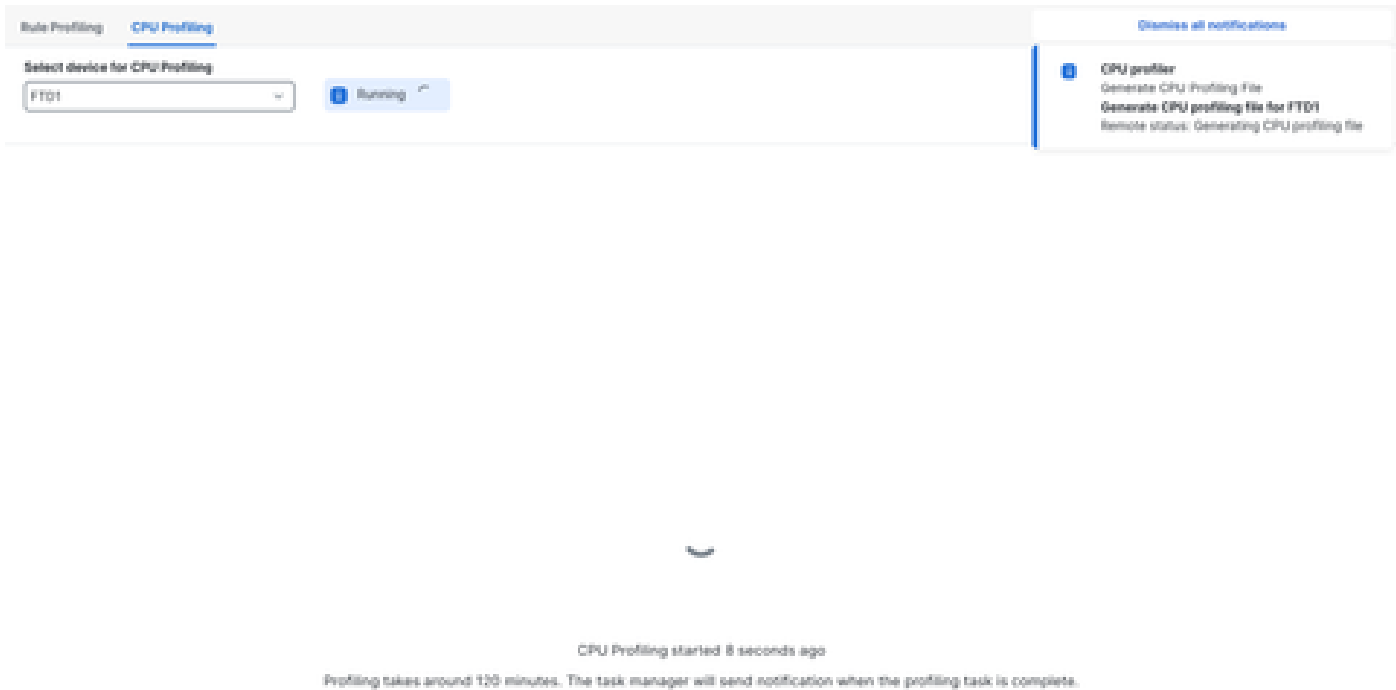 Rule Profiling
CPU Profiling
Dismiss all notifications
Select device for CPU Profiling
FTD1
Running
CPU profiler
Generate CPU Profiling File
Generate CPU profiling file for FTD1
Remote status: Generating CPU profiling file
CPU Profiling started 8 seconds ago
Profiling takes around 120 minutes. The task manager will send notification when the profiling task is complete.